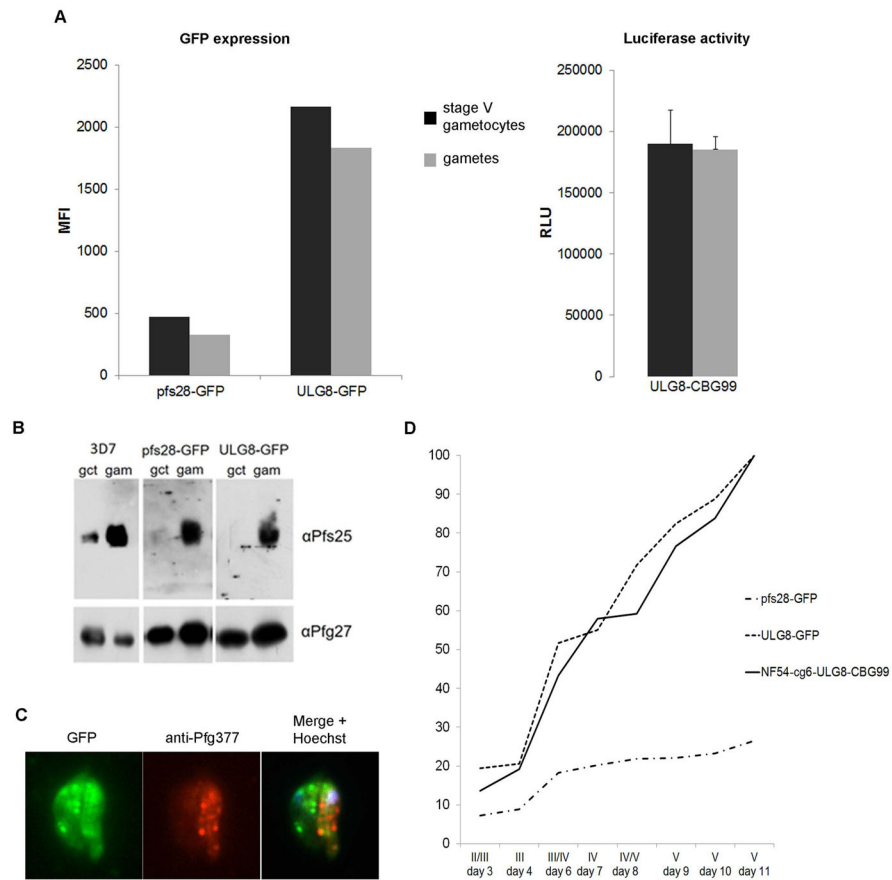 A
GFP expression
2500
2000
1500
1000
500
0
MFI
pfs28-GFP
ULG8-GFP
stage V
gametocytes
gametes
Luciferase activity
250000
200000
150000
100000
50000
0
RLU
ULG8-CBG99
B
3D7 pfs28-GFP ULG8-GFP
gct gam gct gam gct gam
αPfs25
αPfg27
C
GFP
anti-Pfg377
Merge +
Hoechst
D
100
90
80
70
60
50
40
30
20
10
0
II/III III III/IV IV IV/V V V V
day 3 day 4 day 6 day 7 day 8 day 9 day 10 day 11
pfs28-GFP
ULG8-GFP
NF54-cg6-ULG8-CBG99